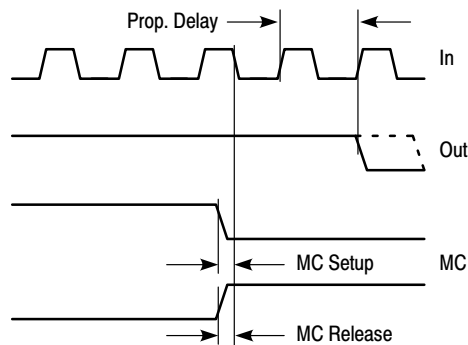 Prop. Delay
In
Out
MC Setup
MC
MC Release